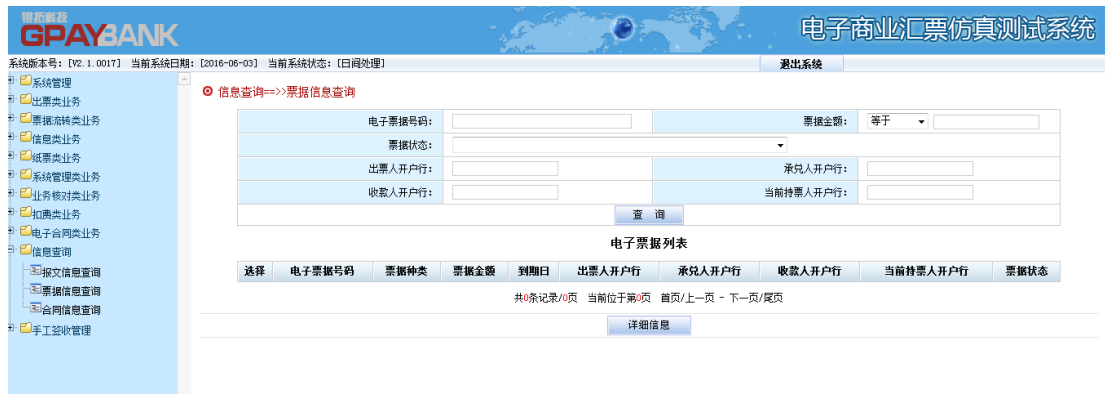 银拓科技
GPAYBANK
电子商业汇票仿真测试系统
系统版本号: [V2.1.0017] 当前系统日期: [2016-06-03] 当前系统状态: [日间处理] 退出系统
系统管理
出票类业务
票据流转类业务
信息类业务
纸票类业务
系统管理类业务
业务核对类业务
扣费类业务
电子合同类业务
信息查询
报文信息查询
票据信息查询
合同信息查询
手工签收管理
信息查询==>>票据信息查询
电子票据号码: 票据金额: 等于
票据状态:
出票人开户行: 承兑人开户行:
收款人开户行: 当前持票人开户行:
查 询
电子票据列表
选择 电子票据号码 票据种类 票据金额 到期日 出票人开户行 承兑人开户行 收款人开户行 当前持票人开户行 票据状态
共0条记录/0页 当前位于第0页 首页/上一页 - 下一页/尾页
详细信息